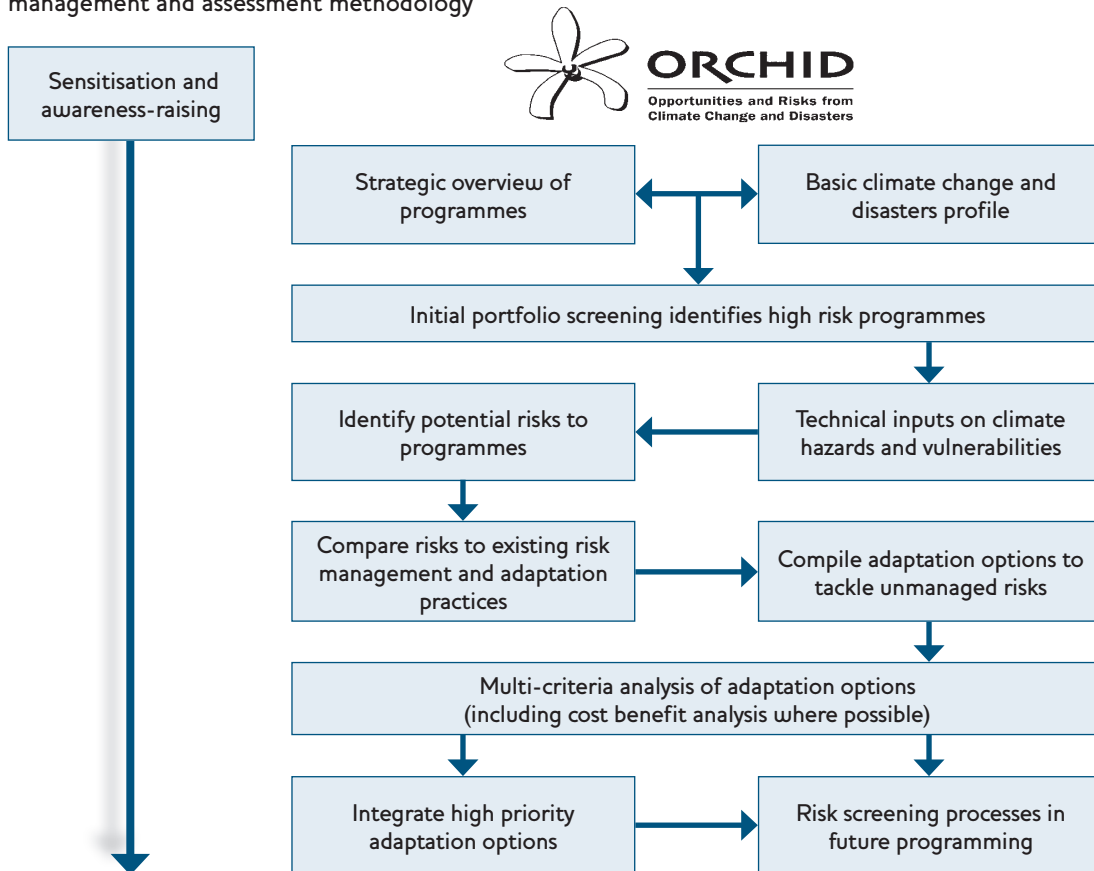 management and assessment methodology
Sensitisation and
awareness-raising
ORCHID
Opportunities and Risks from
Climate Change and Disasters
Strategic overview of
programmes
Basic climate change and
disasters profile
Initial portfolio screening identifies high risk programmes
Identify potential risks to
programmes
Technical inputs on climate
hazards and vulnerabilities
Compare risks to existing risk
management and adaptation
practices
Compile adaptation options to
tackle unmanaged risks
Multi-criteria analysis of adaptation options
(including cost benefit analysis where possible)
Integrate high priority
adaptation options
Risk screening processes in
future programming